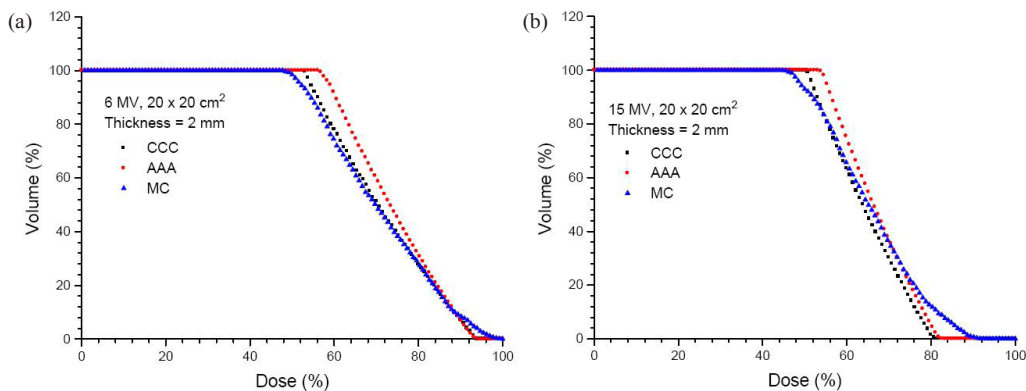 (a)
120
100
80
60
40
20
0
Volume (%)
6 MV, 20 x 20 cm²
Thickness = 2 mm
CCC
AAA
MC
0 20 40 60 80 100
Dose (%)
(b)
120
100
80
60
40
20
0
Volume (%)
15 MV, 20 x 20 cm²
Thickness = 2 mm
CCC
AAA
MC
0 20 40 60 80 100
Dose (%)